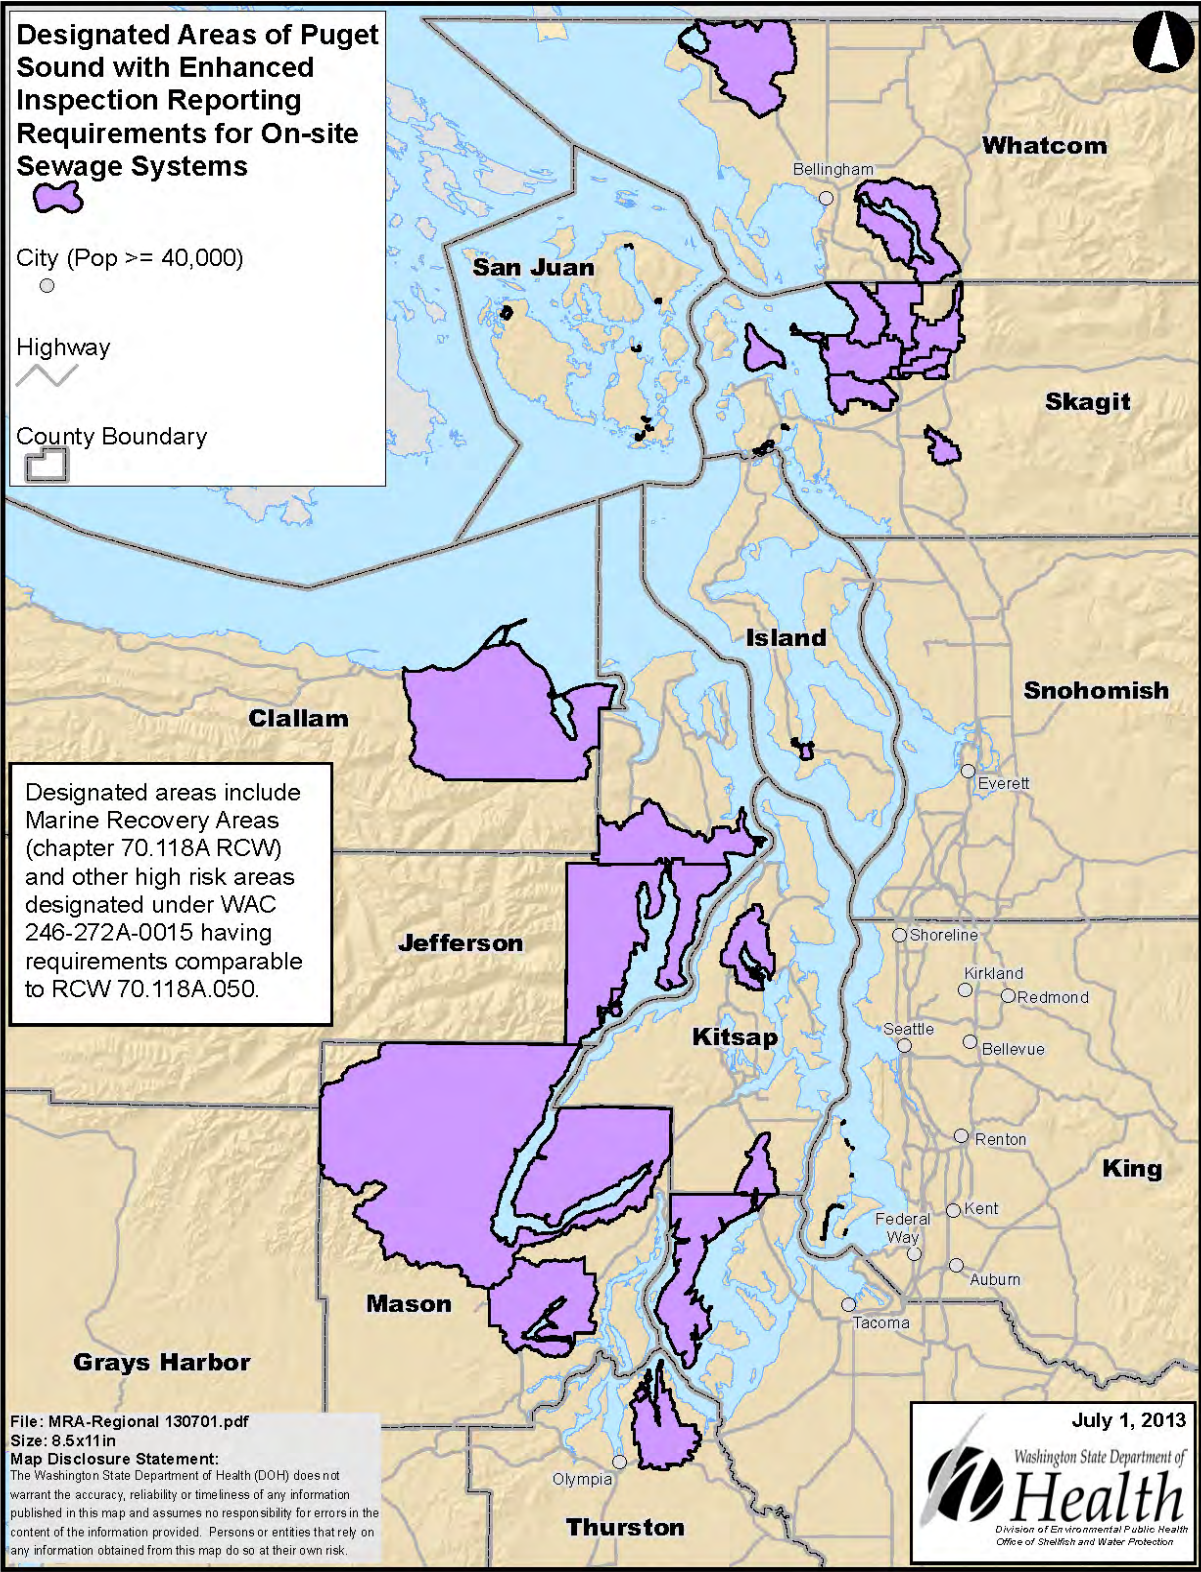 Designated Areas of Puget
Sound with Enhanced
Inspection Reporting
Requirements for On-site
Sewage Systems
City (Pop >= 40,000)
Highway
County Boundary
Whatcom
Bellingham
San Juan
Skagit
Island
Snohomish
Clallam
Everett
Designated areas include
Marine Recovery Areas
(chapter 70.118A RCW)
and other high risk areas
designated under WAC
246-272A-0015 having
requirements comparable
to RCW 70.118A.050.
Jefferson
Shoreline
Kirkland
Redmond
Seattle
Kitsap
Bellevue
Renton
King
Kent
Federal
Way
Auburn
Mason
Tacoma
Grays Harbor
Olympia
Thurston
File: MRA-Regional 130701.pdf
Size: 8.5x11in
Map Disclosure Statement:
The Washington State Department of Health (DOH) does not
warrant the accuracy, reliability or timeliness of any information
published in this map and assumes no responsibility for errors in the
content of the information provided. Persons or entities that rely on
any information obtained from this map do so at their own risk.
July 1, 2013
Washington State Department of
Health
Division of Environmental Public Health
Office of Shellfish and Water Protection